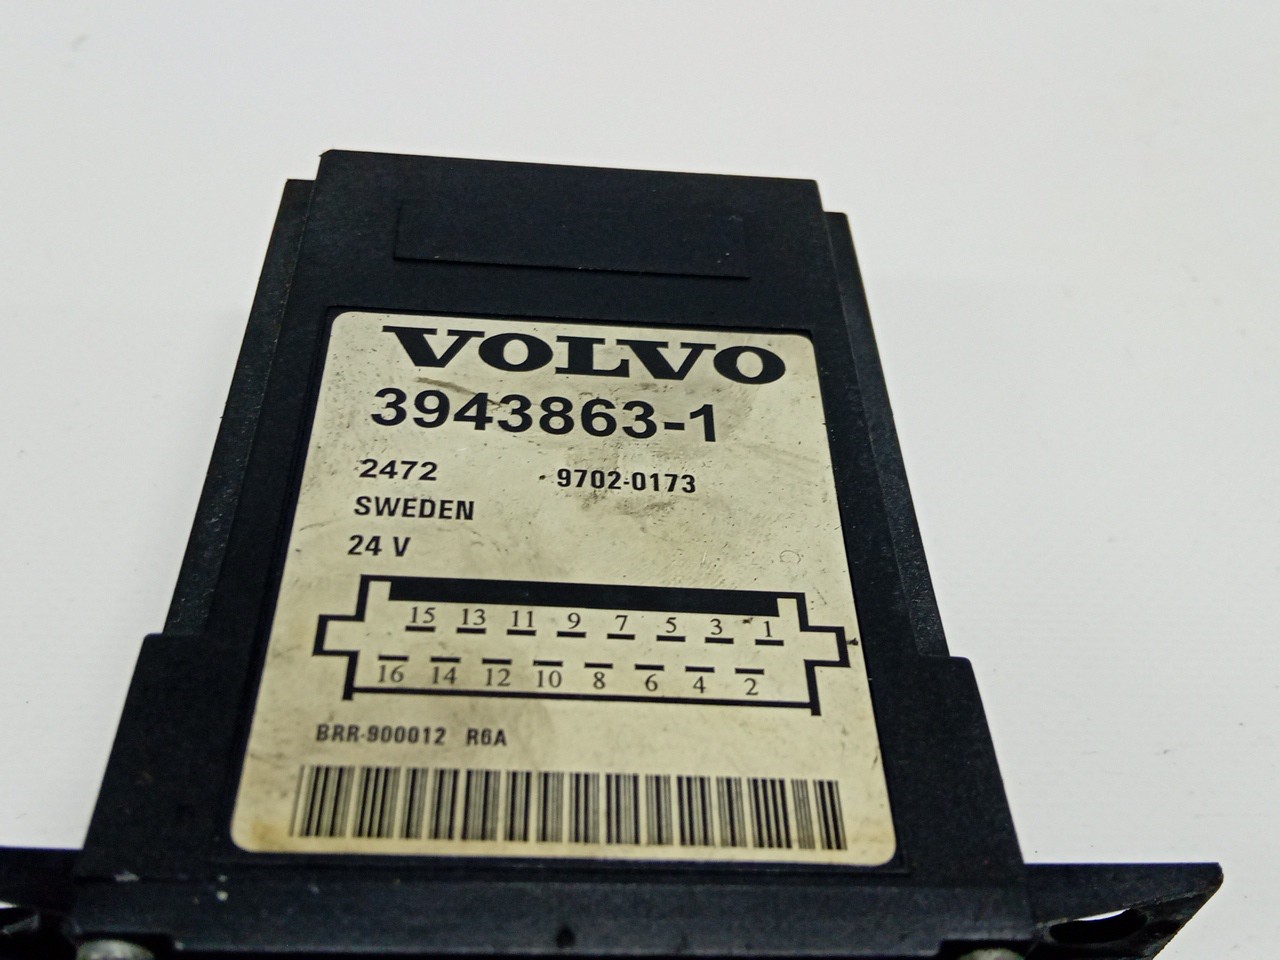 VOLVO
3943863-1
2472 9702-0173
SWEDEN
24 V
15 13 11 9 7 5 3 1
16 14 12 10 8 6 4 2
BRR-900012 R6A